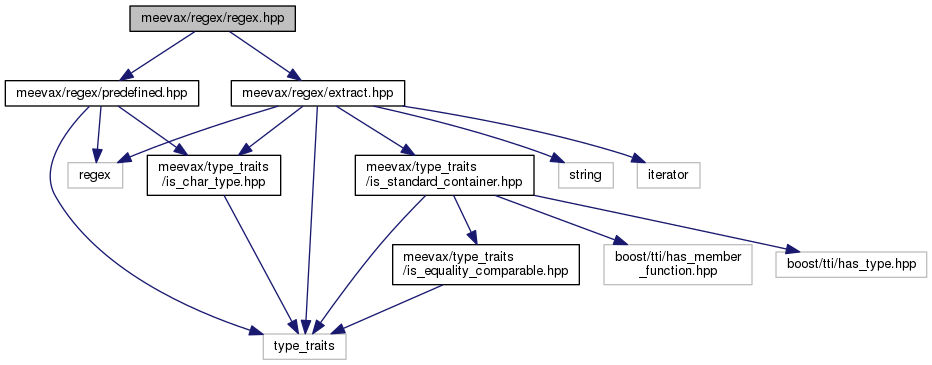 meevax/regex/regex.hpp
meevax/regex/predefined.hpp
meevax/regex/extract.hpp
regex
meevax/type_traits
/is_char_type.hpp
meevax/type_traits
/is_standard_container.hpp
string
iterator
meevax/type_traits
/is_equality_comparable.hpp
boost/tti/has_member
_function.hpp
boost/tti/has_type.hpp
type_traits